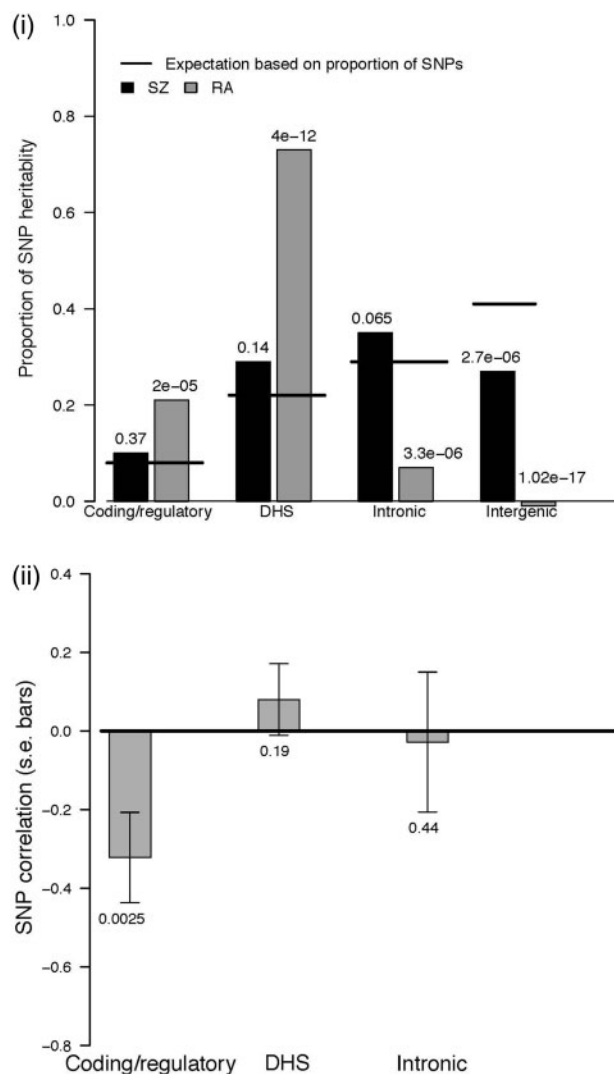 (i)
Proportion of SNP heritablity
1.0
0.8
0.6
0.4
0.2
0.0
Expectation based on proportion of SNPs
SZ RA
0.37
2e−05
0.14
4e−12
0.065
3.3e−06
2.7e−06
1.02e−17
Coding/regulatory DHS Intronic Intergenic
(ii)
SNP correlation (s.e. bars)
0.4
0.2
0.0
−0.2
−0.4
−0.6
−0.8
0.0025
0.19
0.44
Coding/regulatory DHS Intronic